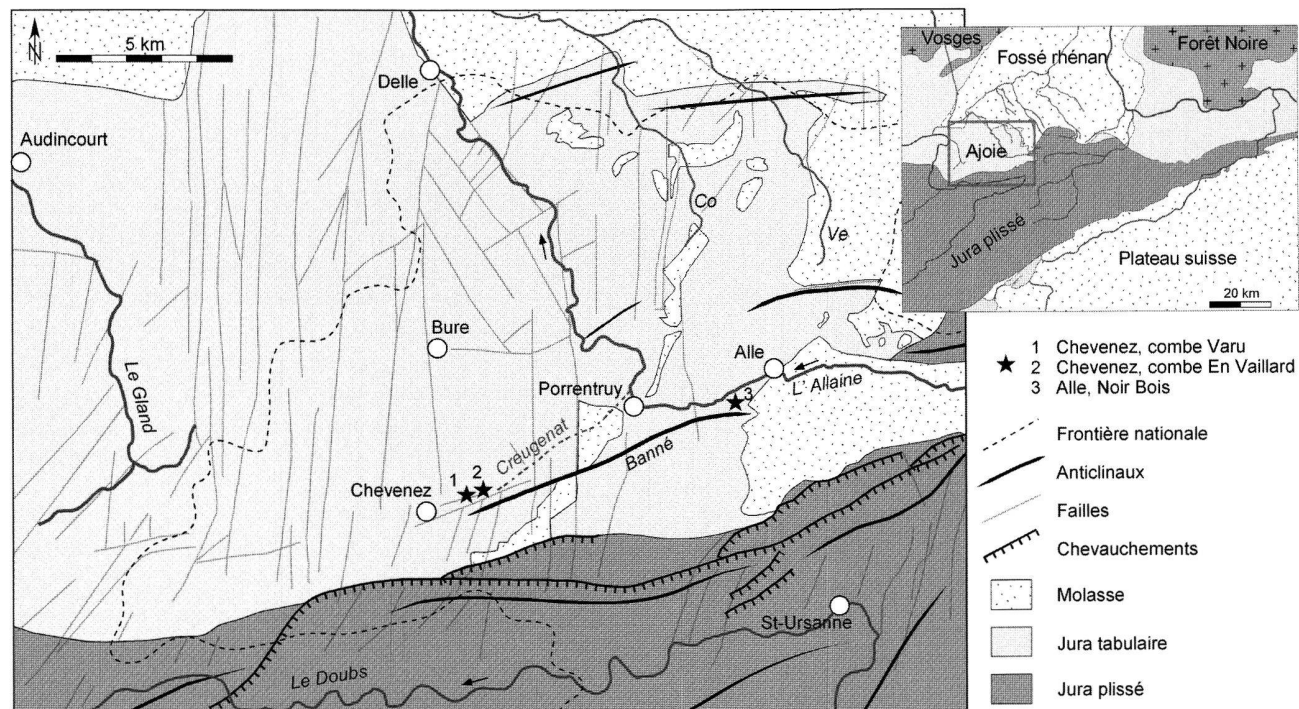 N
5 km
Delle
Audincourt
Co
Ve
Bure
Alle
Le Gland
Porrentruy
L'Allaine
3
Creugenat
Banné
1 2
Chevenez
St-Ursanne
Le Doubs
Vosges
Forêt Noire
Fossé rhénan
Ajoie
Jura plissé
Plateau suisse
20 km
1 Chevenez, combe Varu
2 Chevenez, combe En Vaillard
3 Alle, Noir Bois
Frontière nationale
Anticlinaux
Failles
Chevauchements
Molasse
Jura tabulaire
Jura plissé